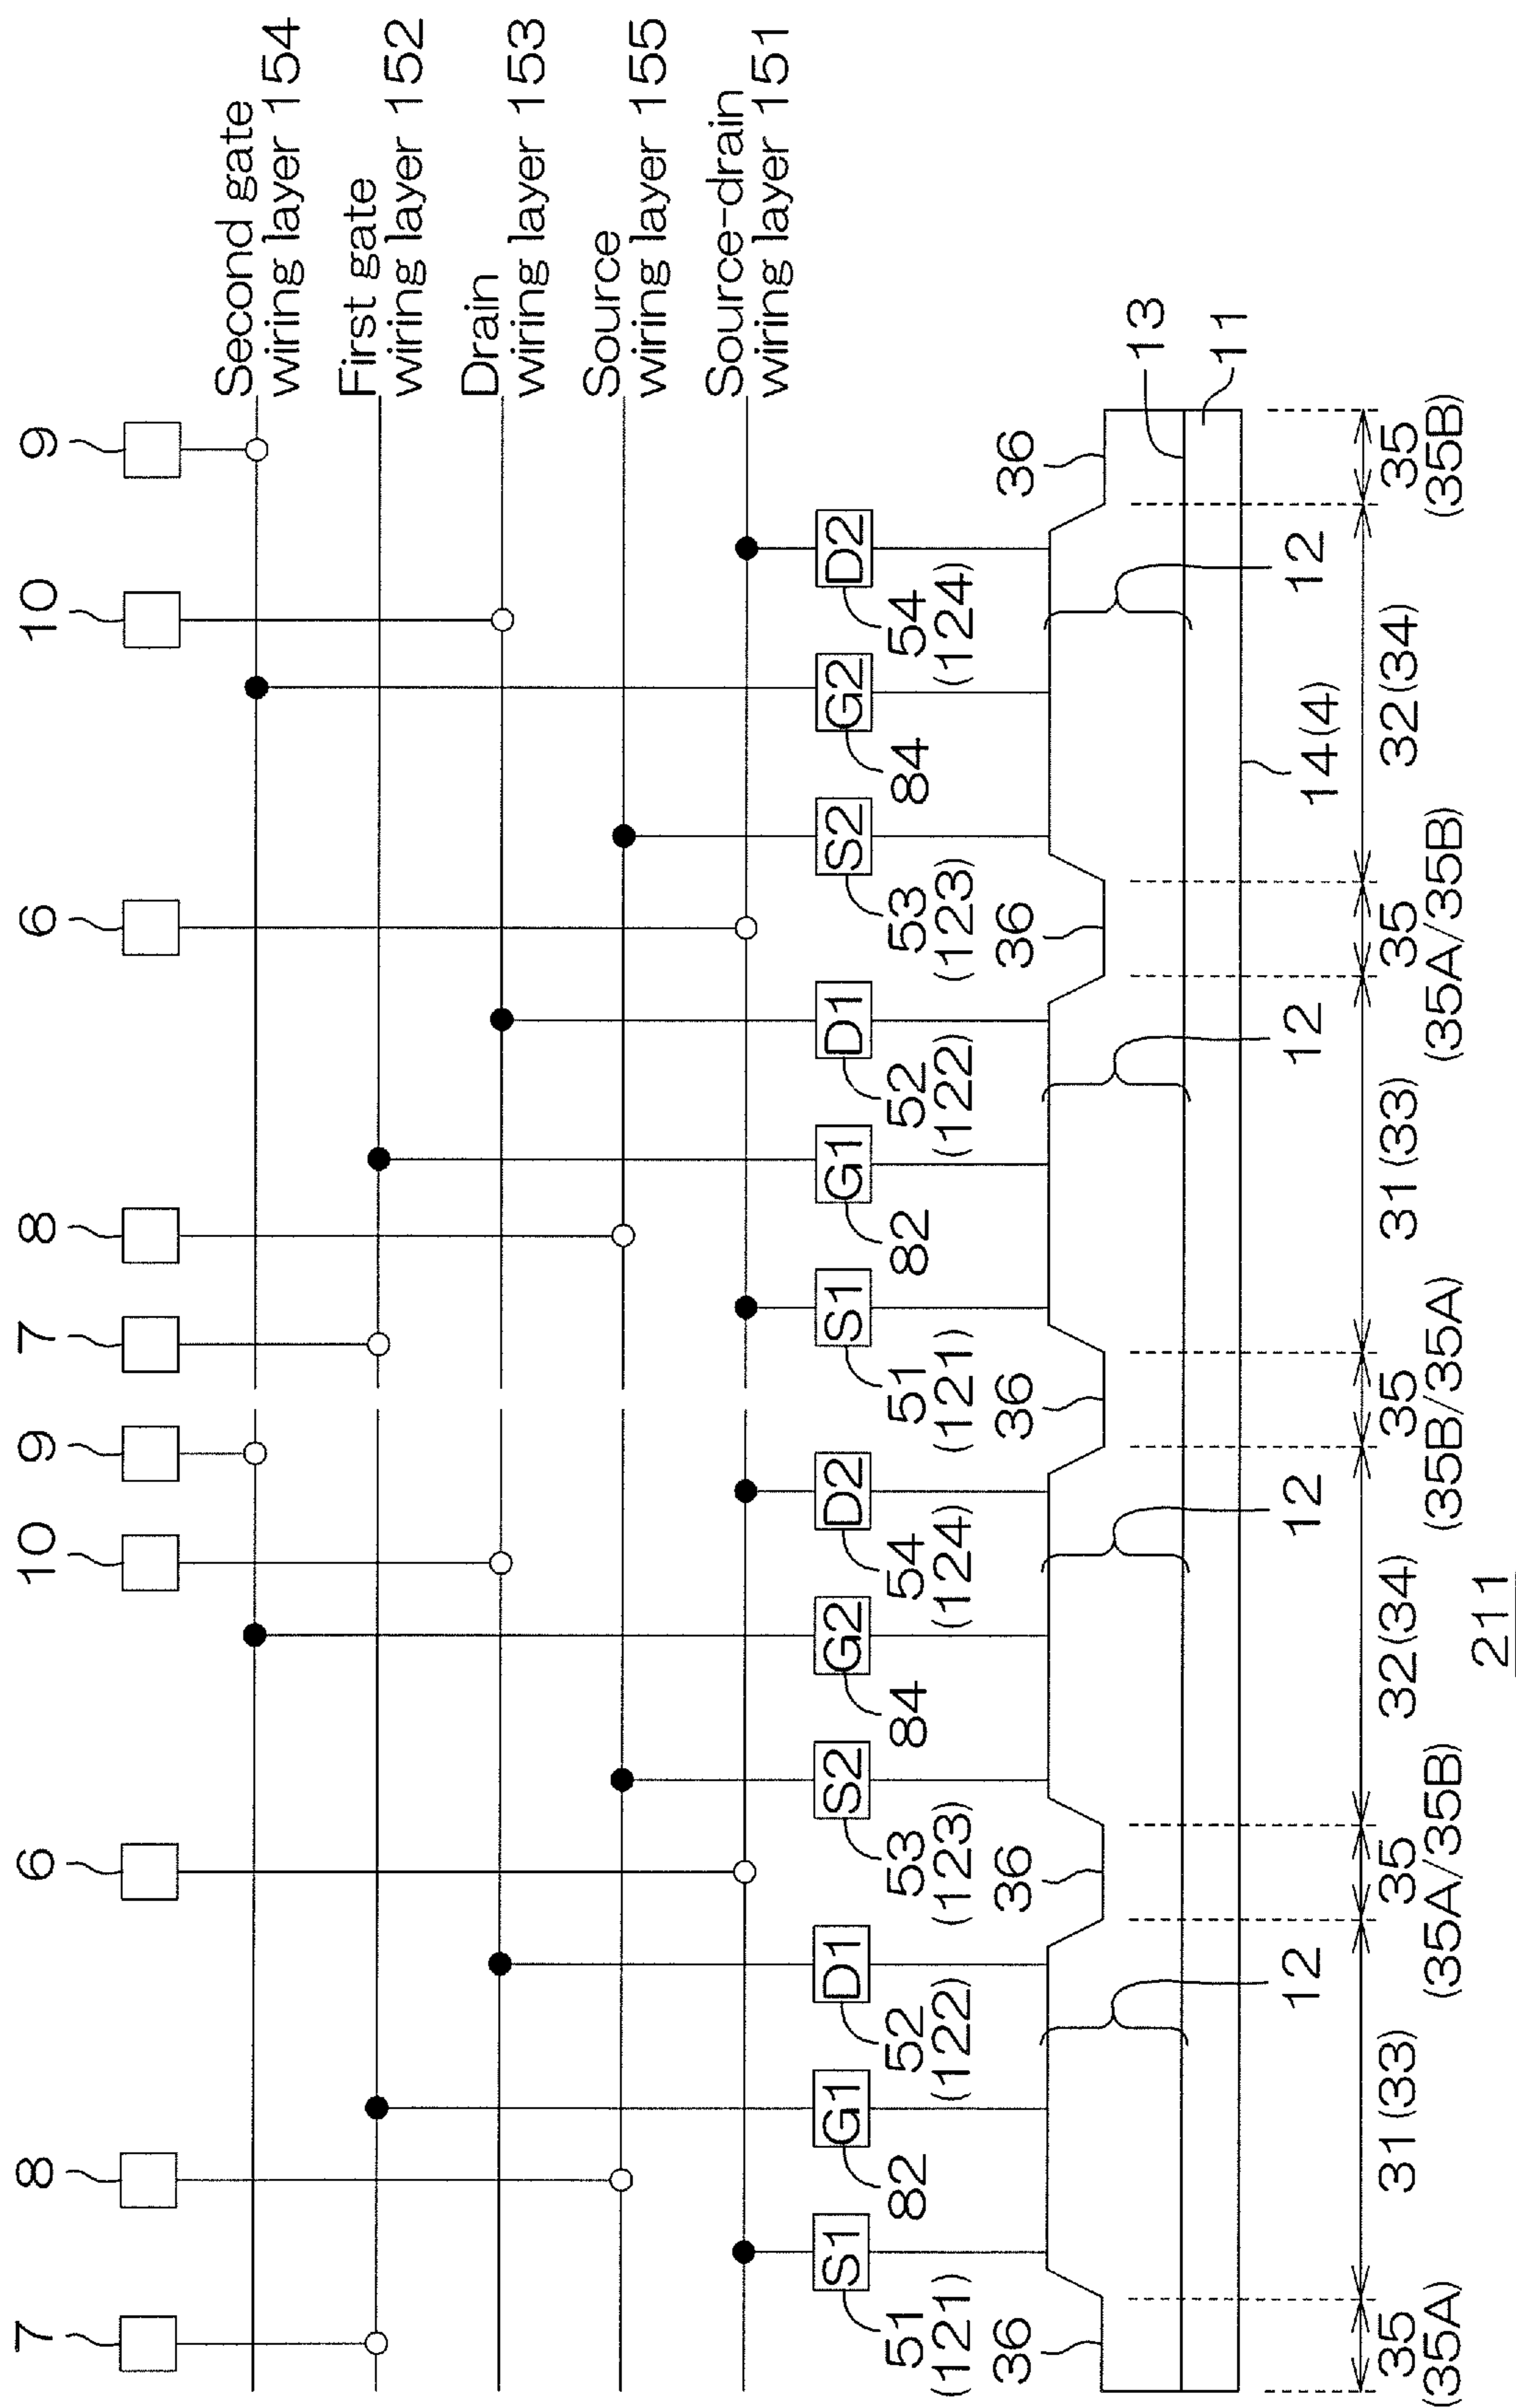 7 8 6 10 9 7 8 6 10 9
Second gate
wiring layer 154
First gate
wiring layer 152
Drain
wiring layer 153
Source
wiring layer 155
Source-drain
wiring layer 151
S1 G1 D1 S2 G2 D2 S1 G1 D1 S2 G2 D2
51 82 52 53 84 54 51 82 52 53 84 54
(121) (122) (123) (124) (121) (122) (123) (124)
36 36 36 36 36
13
11
12 12 12 12
14(4)
35 31(33) 35 32(34) 35 31(33) 35 32(34) 35
(35A) (35A/35B) (35B/35A) (35A/35B) (35B)
211